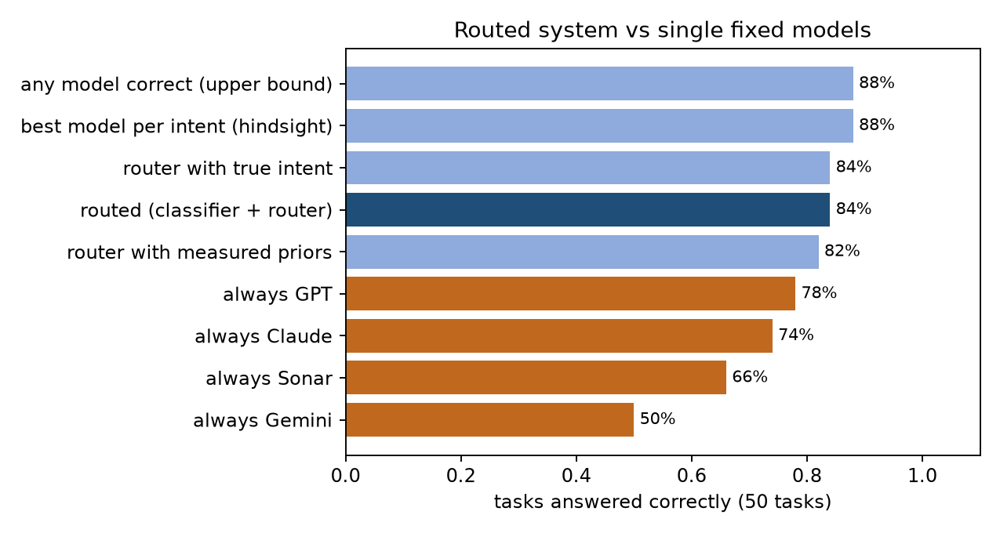 Routed system vs single fixed models
any model correct (upper bound) 88%
best model per intent (hindsight) 88%
router with true intent 84%
routed (classifier + router) 84%
router with measured priors 82%
always GPT 78%
always Claude 74%
always Sonar 66%
always Gemini 50%
0.0 0.2 0.4 0.6 0.8 1.0
tasks answered correctly (50 tasks)